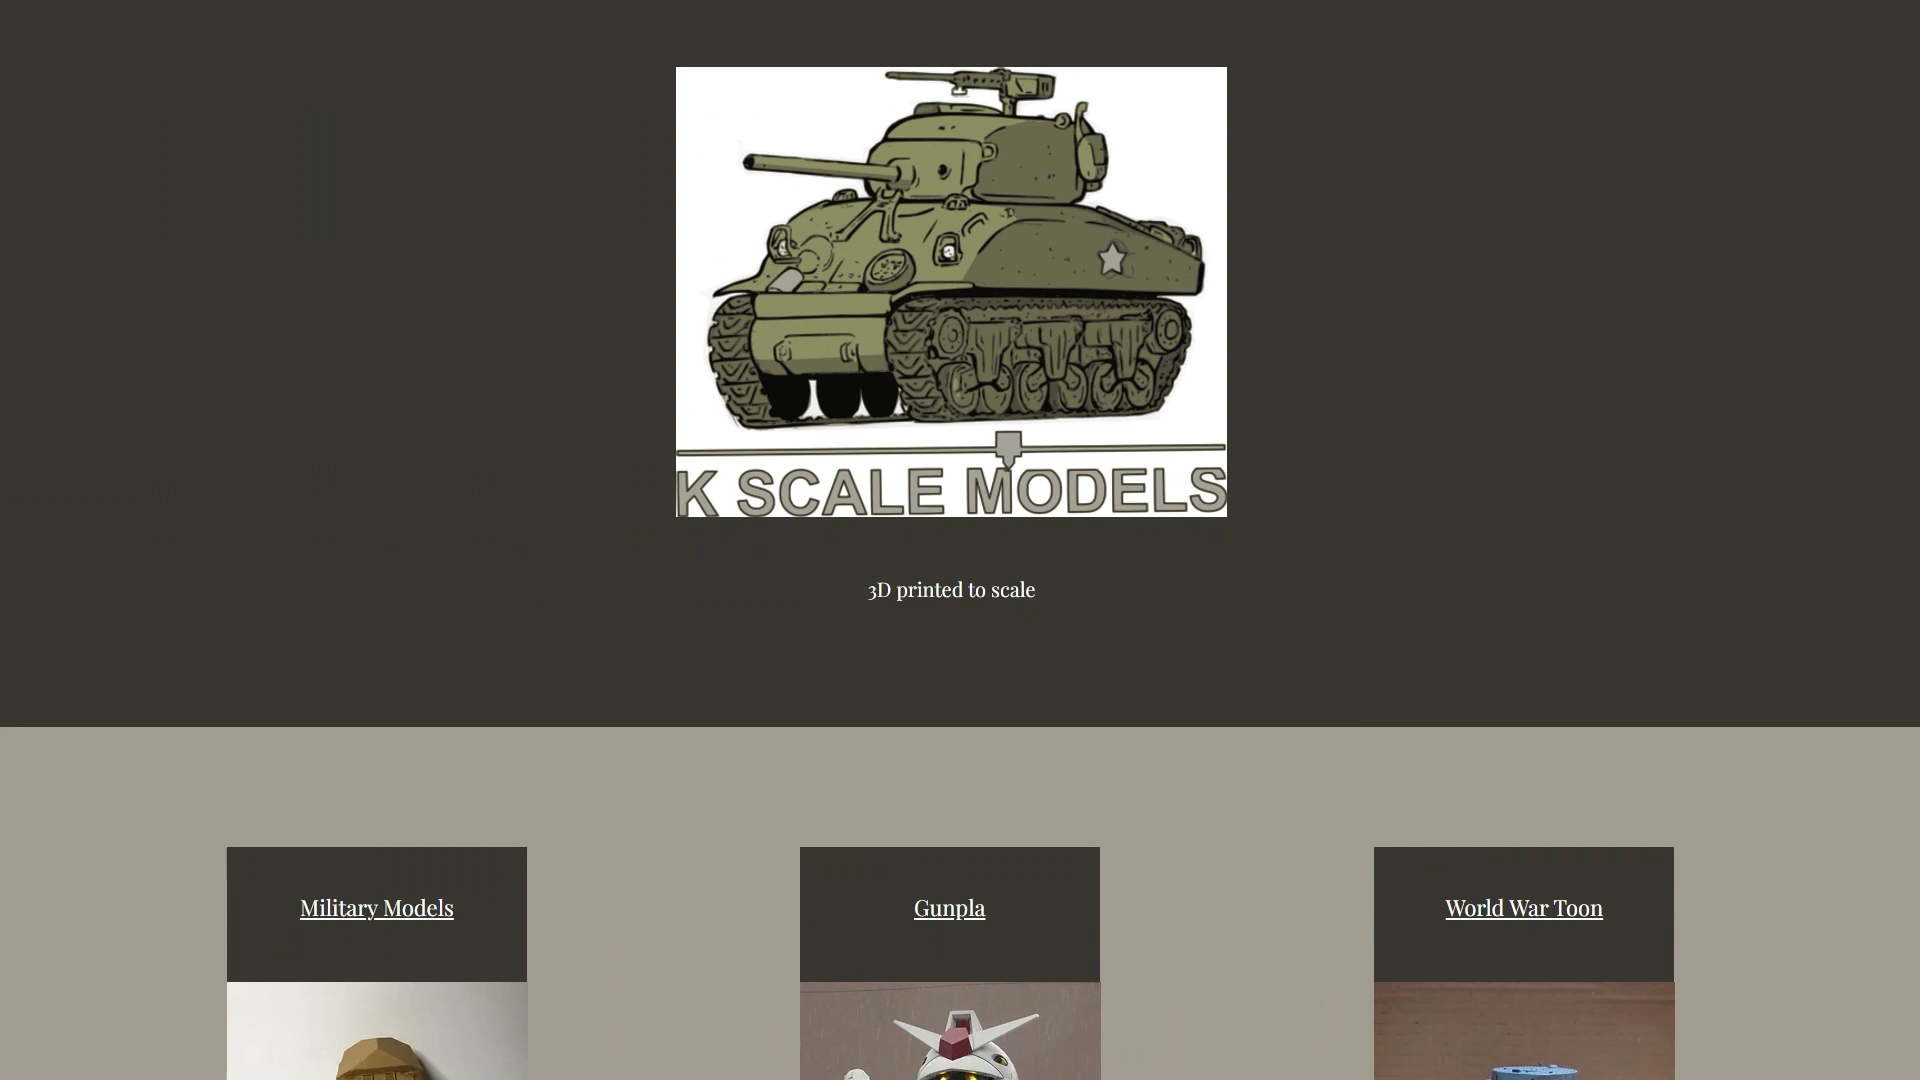 K SCALE MODELS
3D printed to scale
Military Models
Gunpla
World War Toon